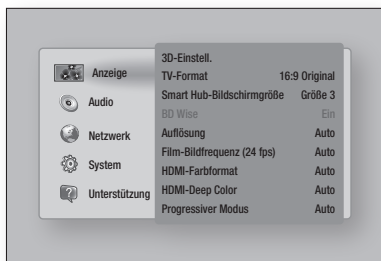 Anzeige
Audio
Netzwerk
System
Unterstützung
3D-Einstell.
TV-Format 16:9 Original
Smart Hub-Bildschirmgröße Größe 3
BD Wise Ein
Auflösung Auto
Film-Bildfrequenz (24 fps) Auto
HDMI-Farbformat Auto
HDMI-Deep Color Auto
Progressiver Modus Auto